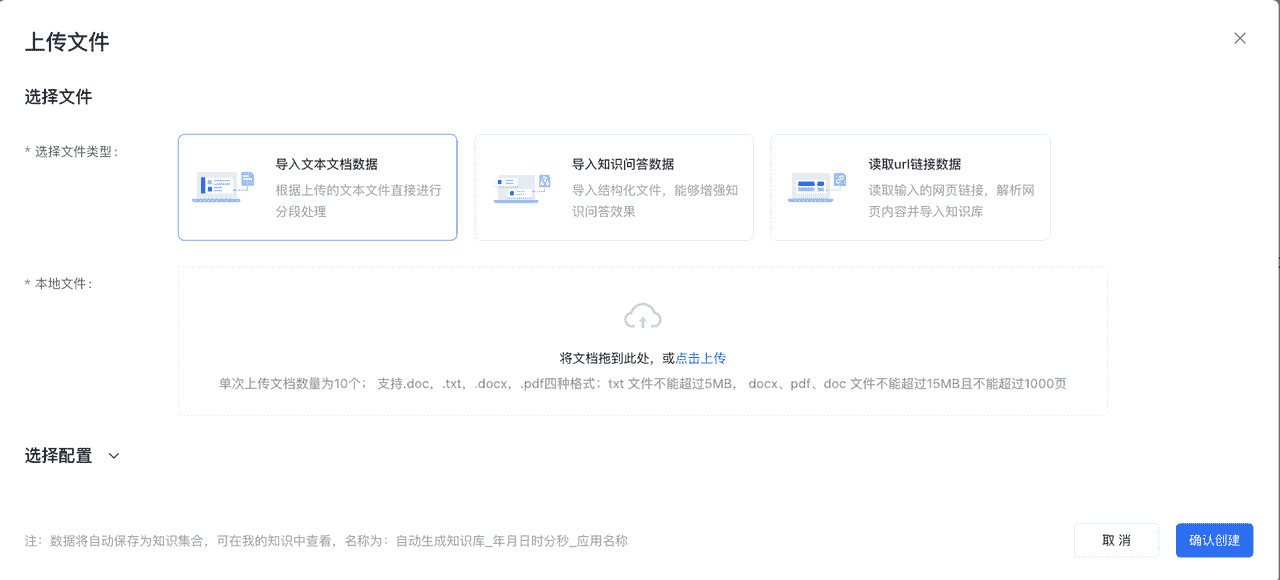 上传文件
选择文件
* 选择文件类型:
导入文本文档数据
根据上传的文本文件直接进行
分段处理
导入知识问答数据
导入结构化文件，能够增强知
识问答效果
读取url链接数据
读取输入的网页链接，解析网
页内容并导入知识库
* 本地文件:
将文档拖到此处，或点击上传
单次上传文档数量为10个； 支持.doc，.txt，.docx，.pdf四种格式；txt 文件不能超过5MB， docx、pdf、doc 文件不能超过15MB且不能超过1000页
选择配置
注：数据将自动保存为知识集合，可在我的知识中查看，名称为：自动生成知识库_年月日时分秒_应用名称
取 消
确认创建